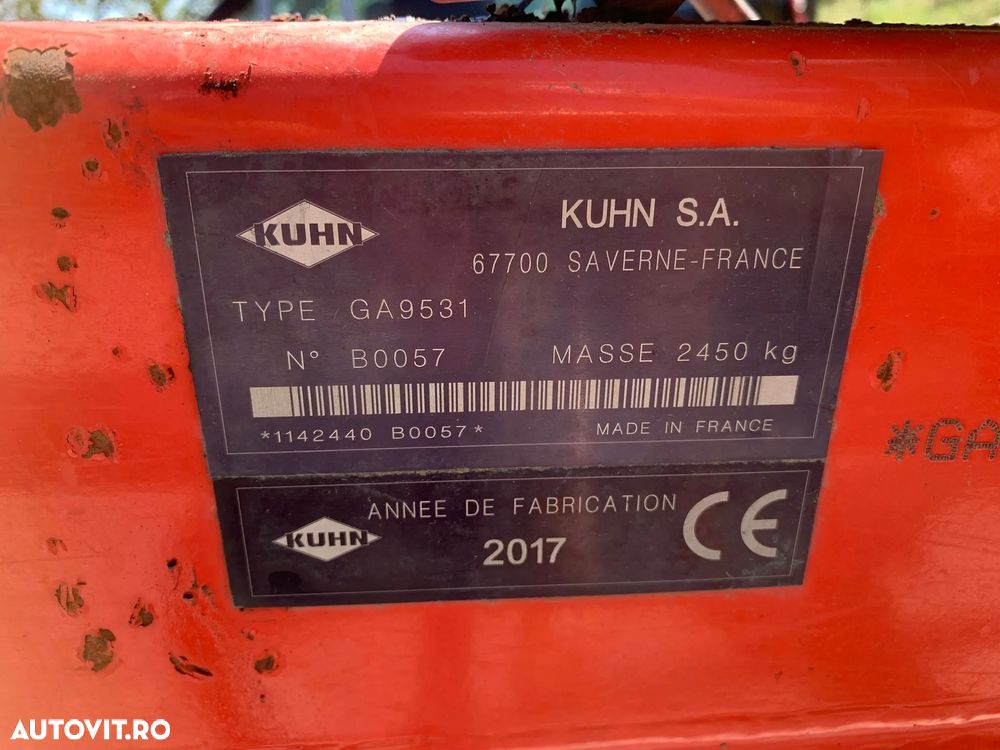 KUHN
KUHN S.A.
67700 SAVERNE-FRANCE
TYPE GA9531
N° B0057 MASSE 2450 kg
*1142440 B0057*
MADE IN FRANCE
*GA
ANNEE DE FABRICATION
KUHN
2017
CE
AUTOVIT.RO